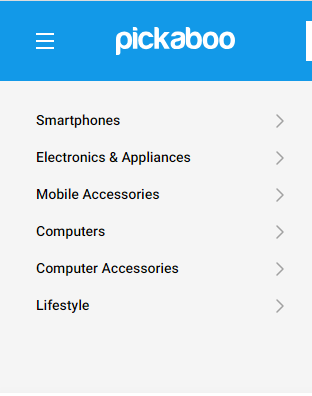 pickaboo
Smartphones
Electronics & Appliances
Mobile Accessories
Computers
Computer Accessories
Lifestyle